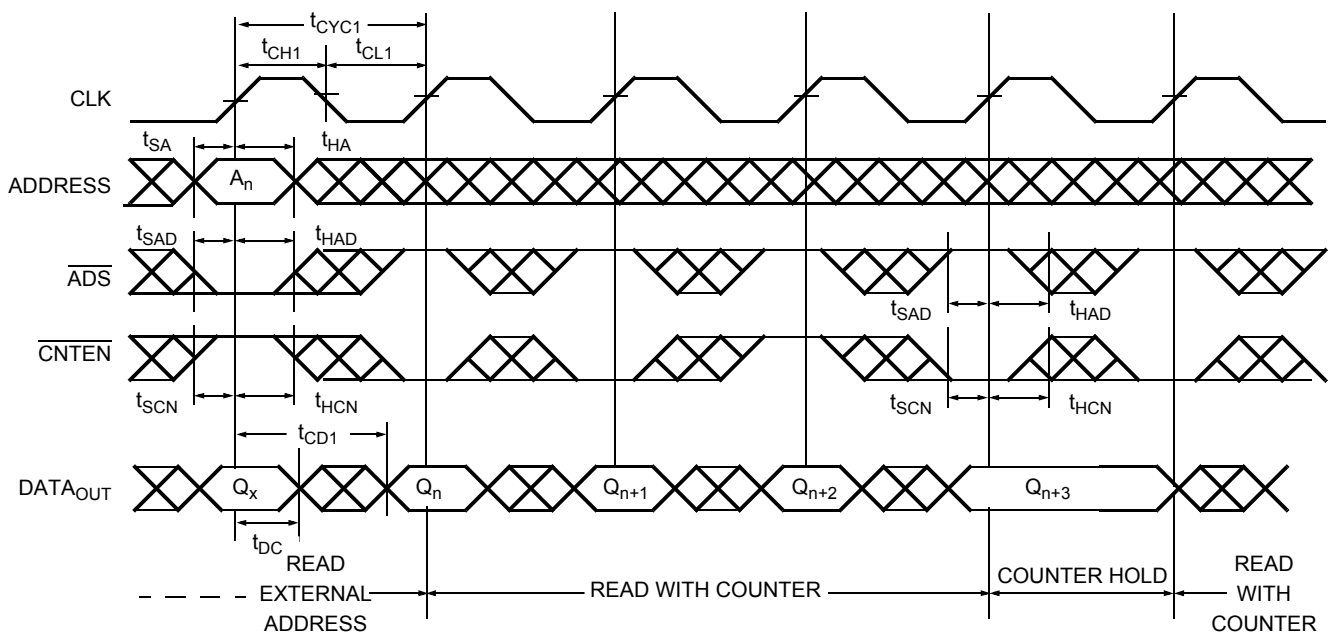 tCYC1
tCH1 tCL1
CLK
tSA tHA
ADDRESS An
tSAD tHAD
ADS
tSAD tHAD
CNTEN
tSCN tHCN tSCN tHCN
tCD1
DATAOUT Qx Qn Qn+1 Qn+2 Qn+3
tDC
READ
EXTERNAL
ADDRESS
READ WITH COUNTER
COUNTER HOLD
READ
WITH
COUNTER